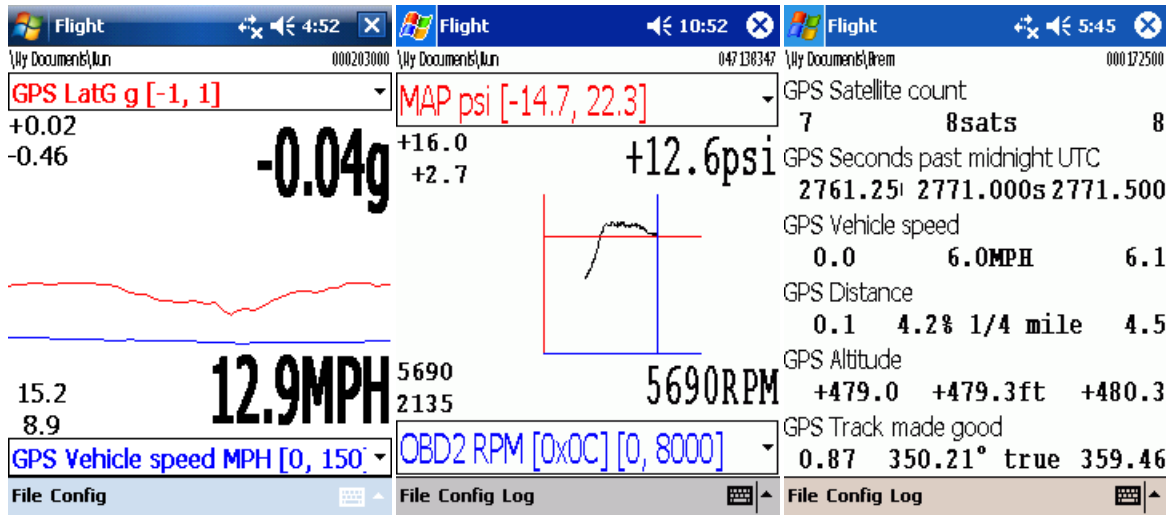 Flight 4:52
\My Documents\ 000203000
GPS LatG g [-1, 1]
+0.02
-0.46
-0.04g
12.9MPH
15.2
8.9
GPS Vehicle speed MPH [0, 150]
File Config
Flight 10:52
\My Documents\ 047138347
MAP psi [-14.7, 22.3]
+16.0
+2.7
+12.6psi
5690
2135
5690RPM
OBD2 RPM [0x0C] [0, 8000]
File Config Log
Flight 5:45
\My Documents\Brem 000172500
GPS Satellite count
7 8sats 8
GPS Seconds past midnight UTC
2761.25 2771.000s 2771.500
GPS Vehicle speed
0.0 6.0MPH 6.1
GPS Distance
0.1 4.2% 1/4 mile 4.5
GPS Altitude
+479.0 +479.3ft +480.3
GPS Track made good
0.87 350.21° true 359.46
File Config Log